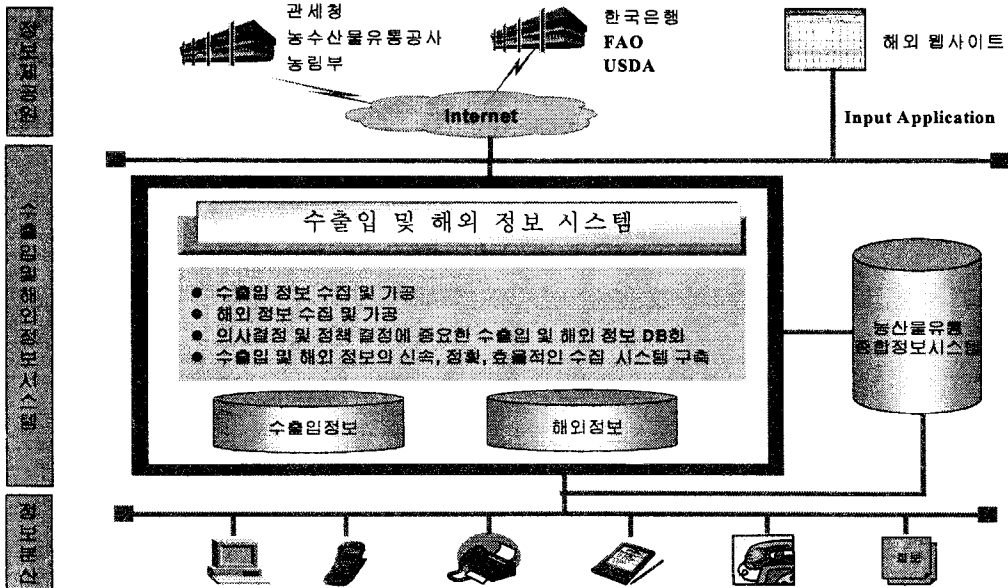 관세청
농수산물유통공사
농림부
한국은행
FAO
USDA
해외 웹사이트
Internet
Input Application
수출입및해외정보시스템
수출입 및 해외 정보 시스템
● 수출입 정보 수집 및 가공
● 해외 정보 수집 및 가공
● 의사결정 및 정책 결정에 중요한 수출입 및 해외 정보 DB화
● 수출입 및 해외 정보의 신속, 정확, 효율적인 수집 시스템 구축
농산물유통
종합정보시스템
수출입정보
해외정보
정보